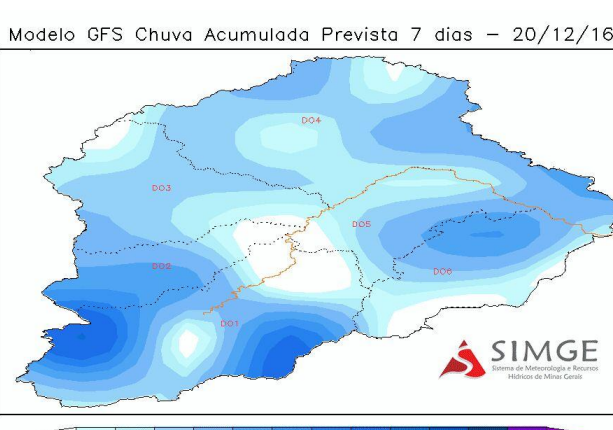 Modelo GFS Chuva Acumulada Prevista 7 dias – 20/12/16
DO4
DO3
DO5
DO2
DO6
DO1
SIMGE
Sistema de Meteorologia e Recursos
Hídricos de Minas Gerais